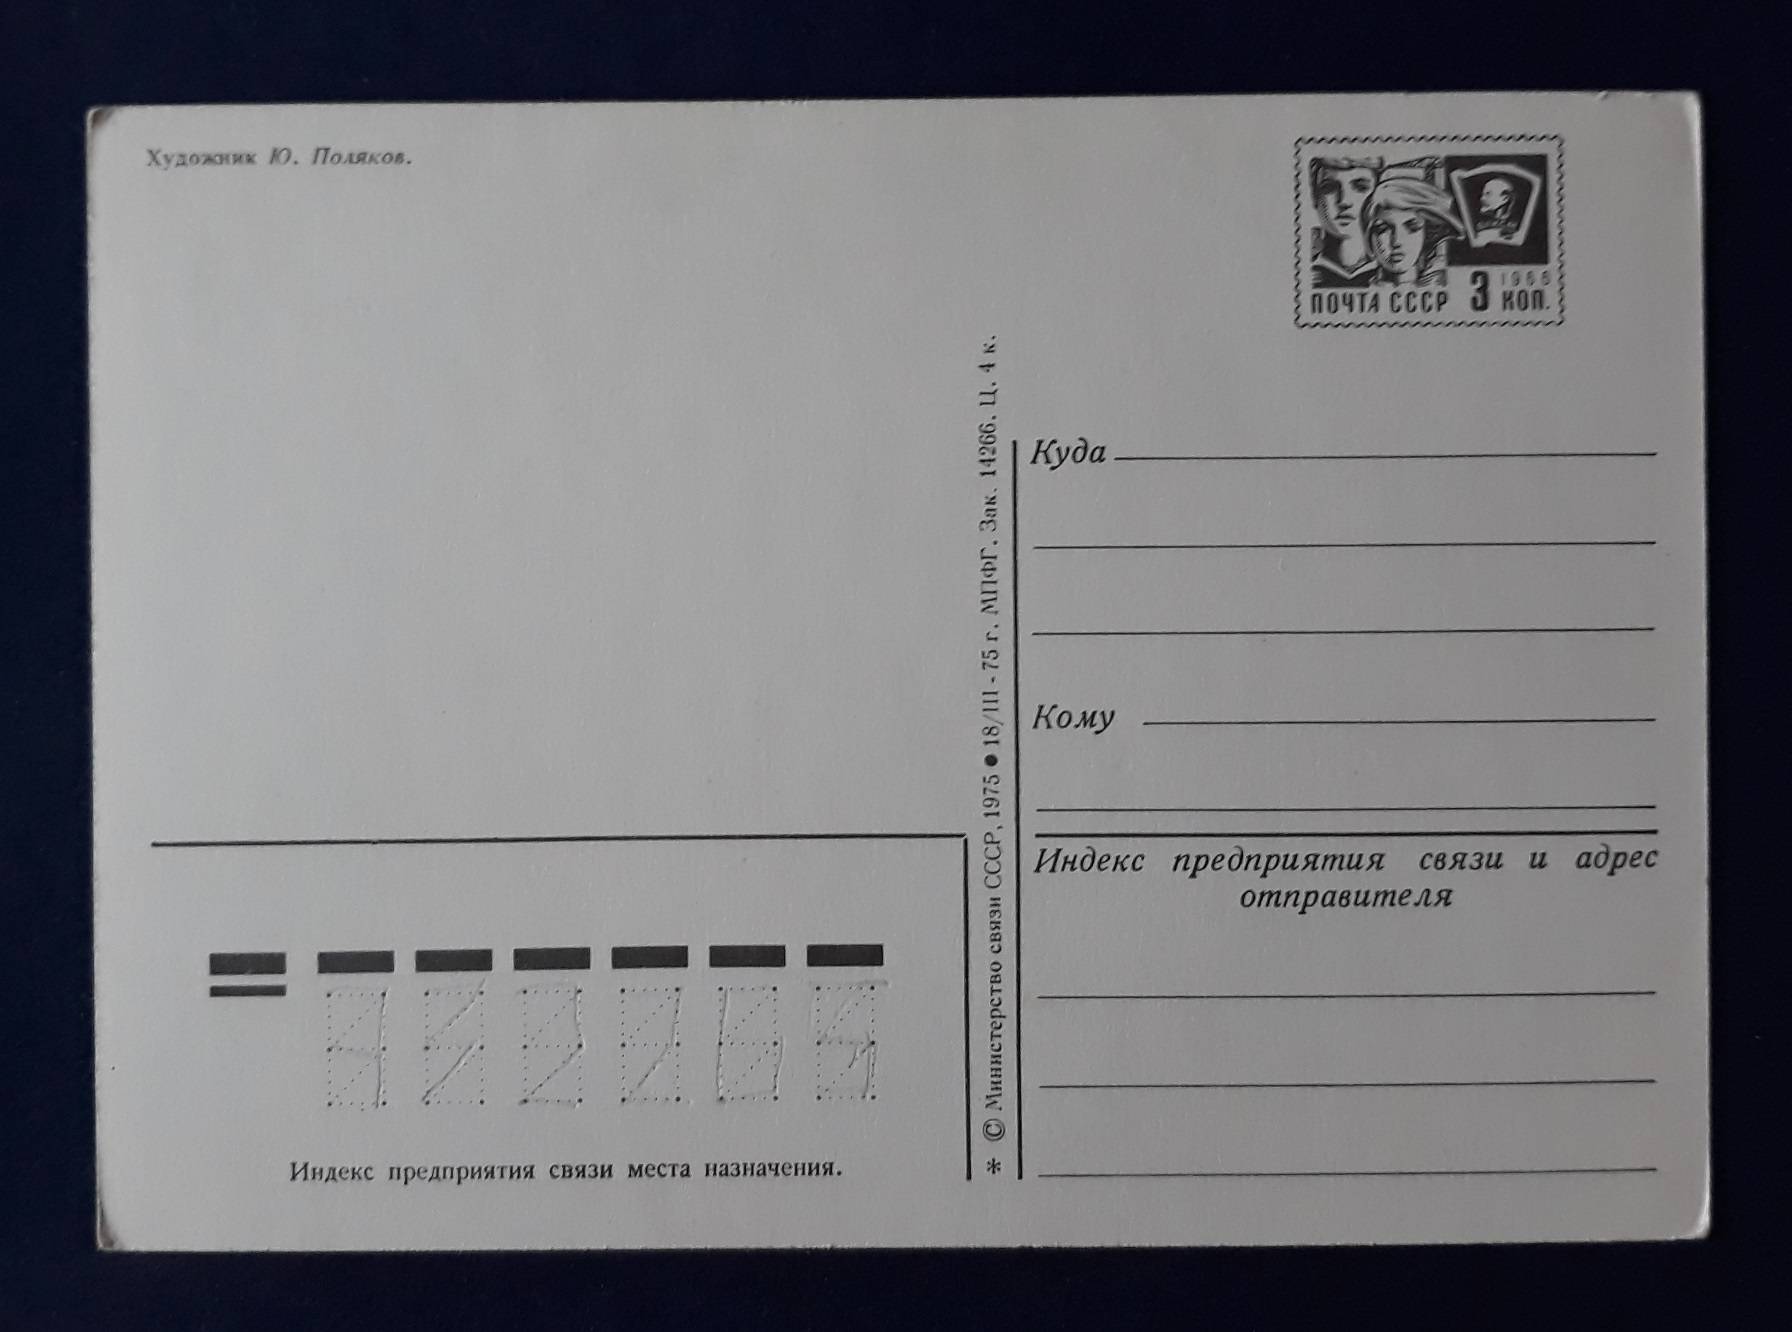 Художник Ю. Поляков.
1966
ПОЧТА СССР 3 КОП.
Куда
Кому
Индекс предприятия связи и адрес
отправителя
* © Министерство связи СССР, 1975 ● 18/III - 75 г. МПФГ. Зак. 14266. Ц. 4 к.
Индекс предприятия связи места назначения.